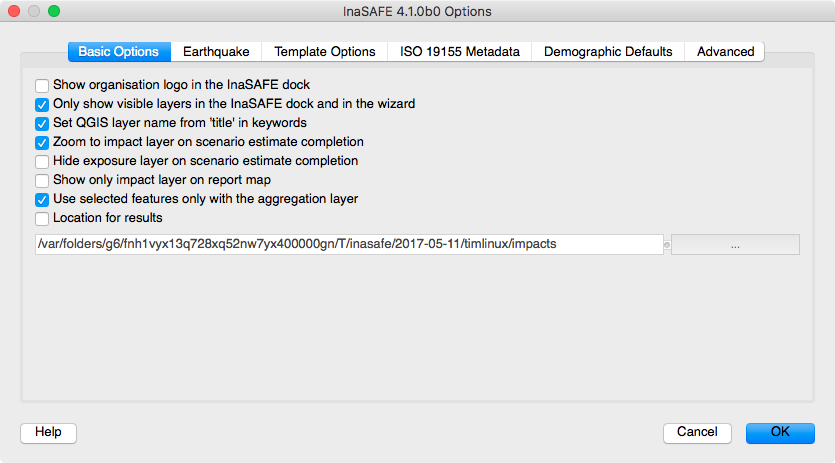 InaSAFE 4.1.0b0 Options
Basic Options Earthquake Template Options ISO 19155 Metadata Demographic Defaults Advanced
Show organisation logo in the InaSAFE dock
Only show visible layers in the InaSAFE dock and in the wizard
Set QGIS layer name from 'title' in keywords
Zoom to impact layer on scenario estimate completion
Hide exposure layer on scenario estimate completion
Show only impact layer on report map
Use selected features only with the aggregation layer
Location for results
/var/folders/g6/fnh1vyx13q728xq52nw7yx400000gn/T/inasafe/2017-05-11/timlinux/impacts ...
Help Cancel OK